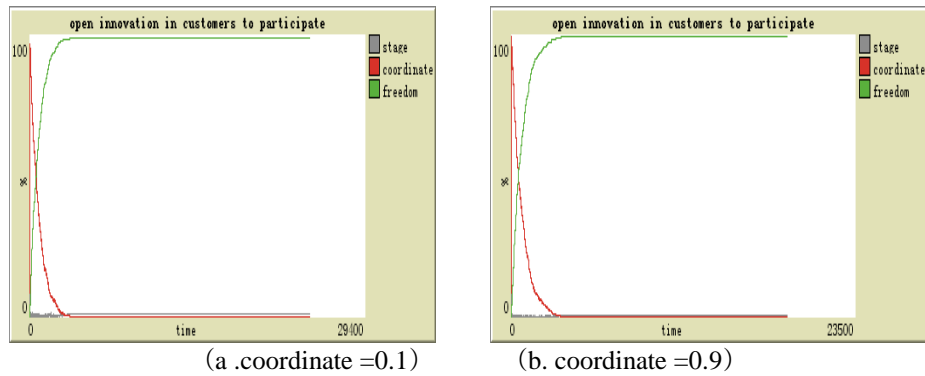 open innovation in customers to participate
100
%
0
0
time
29400
stage
coordinate
freedom
open innovation in customers to participate
100
%
0
0
time
23500
stage
coordinate
freedom
（a .coordinate =0.1）
（b. coordinate =0.9）